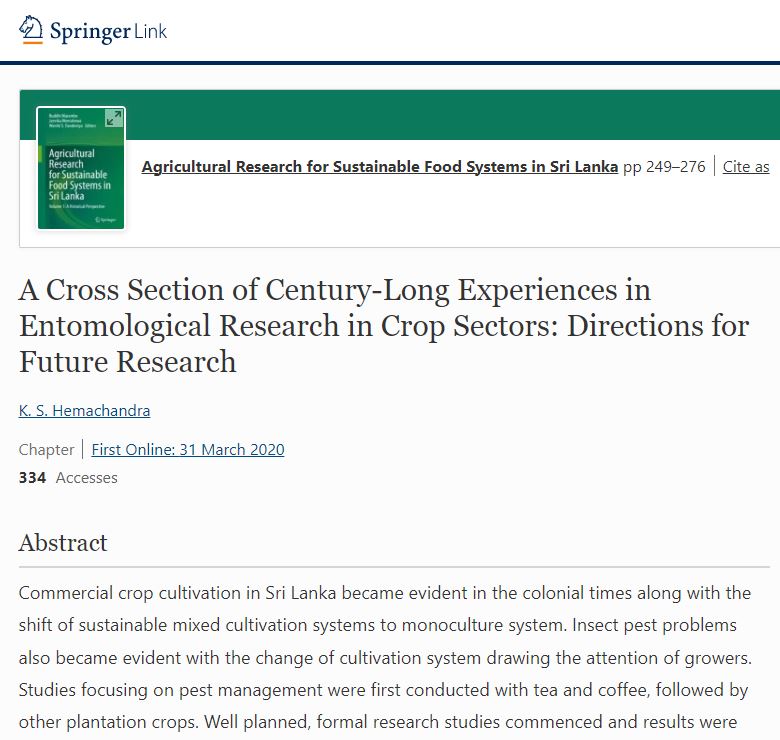 Springer Link
Buddhi Marambe
Agricultural
Research
for Sustainable
Food Systems in
Sri Lanka
Volume 1: A Historical Perspective
Springer
Agricultural Research for Sustainable Food Systems in Sri Lanka pp 249–276 | Cite as
A Cross Section of Century-Long Experiences in
Entomological Research in Crop Sectors: Directions for
Future Research
K. S. Hemachandra
Chapter | First Online: 31 March 2020
334 Accesses
Abstract
Commercial crop cultivation in Sri Lanka became evident in the colonial times along with the
shift of sustainable mixed cultivation systems to monoculture system. Insect pest problems
also became evident with the change of cultivation system drawing the attention of growers.
Studies focusing on pest management were first conducted with tea and coffee, followed by
other plantation crops. Well planned, formal research studies commenced and results were